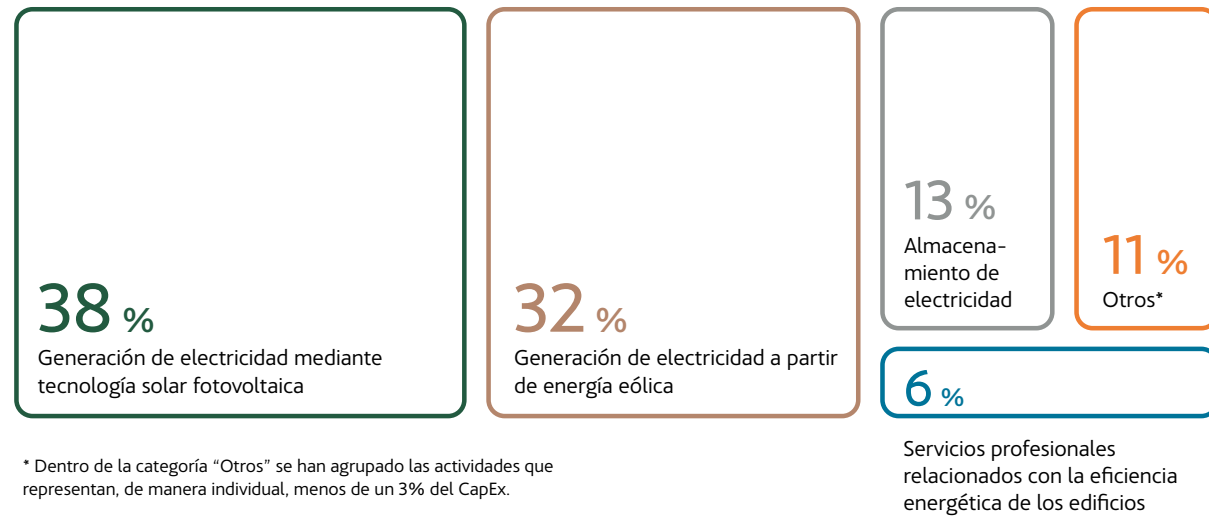 38 %
Generación de electricidad mediante
tecnología solar fotovoltaica
32 %
Generación de electricidad a partir
de energía eólica
13 %
Almacena-
miento de
electricidad
11 %
Otros*
6 %
Servicios profesionales
relacionados con la eficiencia
energética de los edificios
* Dentro de la categoría “Otros” se han agrupado las actividades que
representan, de manera individual, menos de un 3% del CapEx.